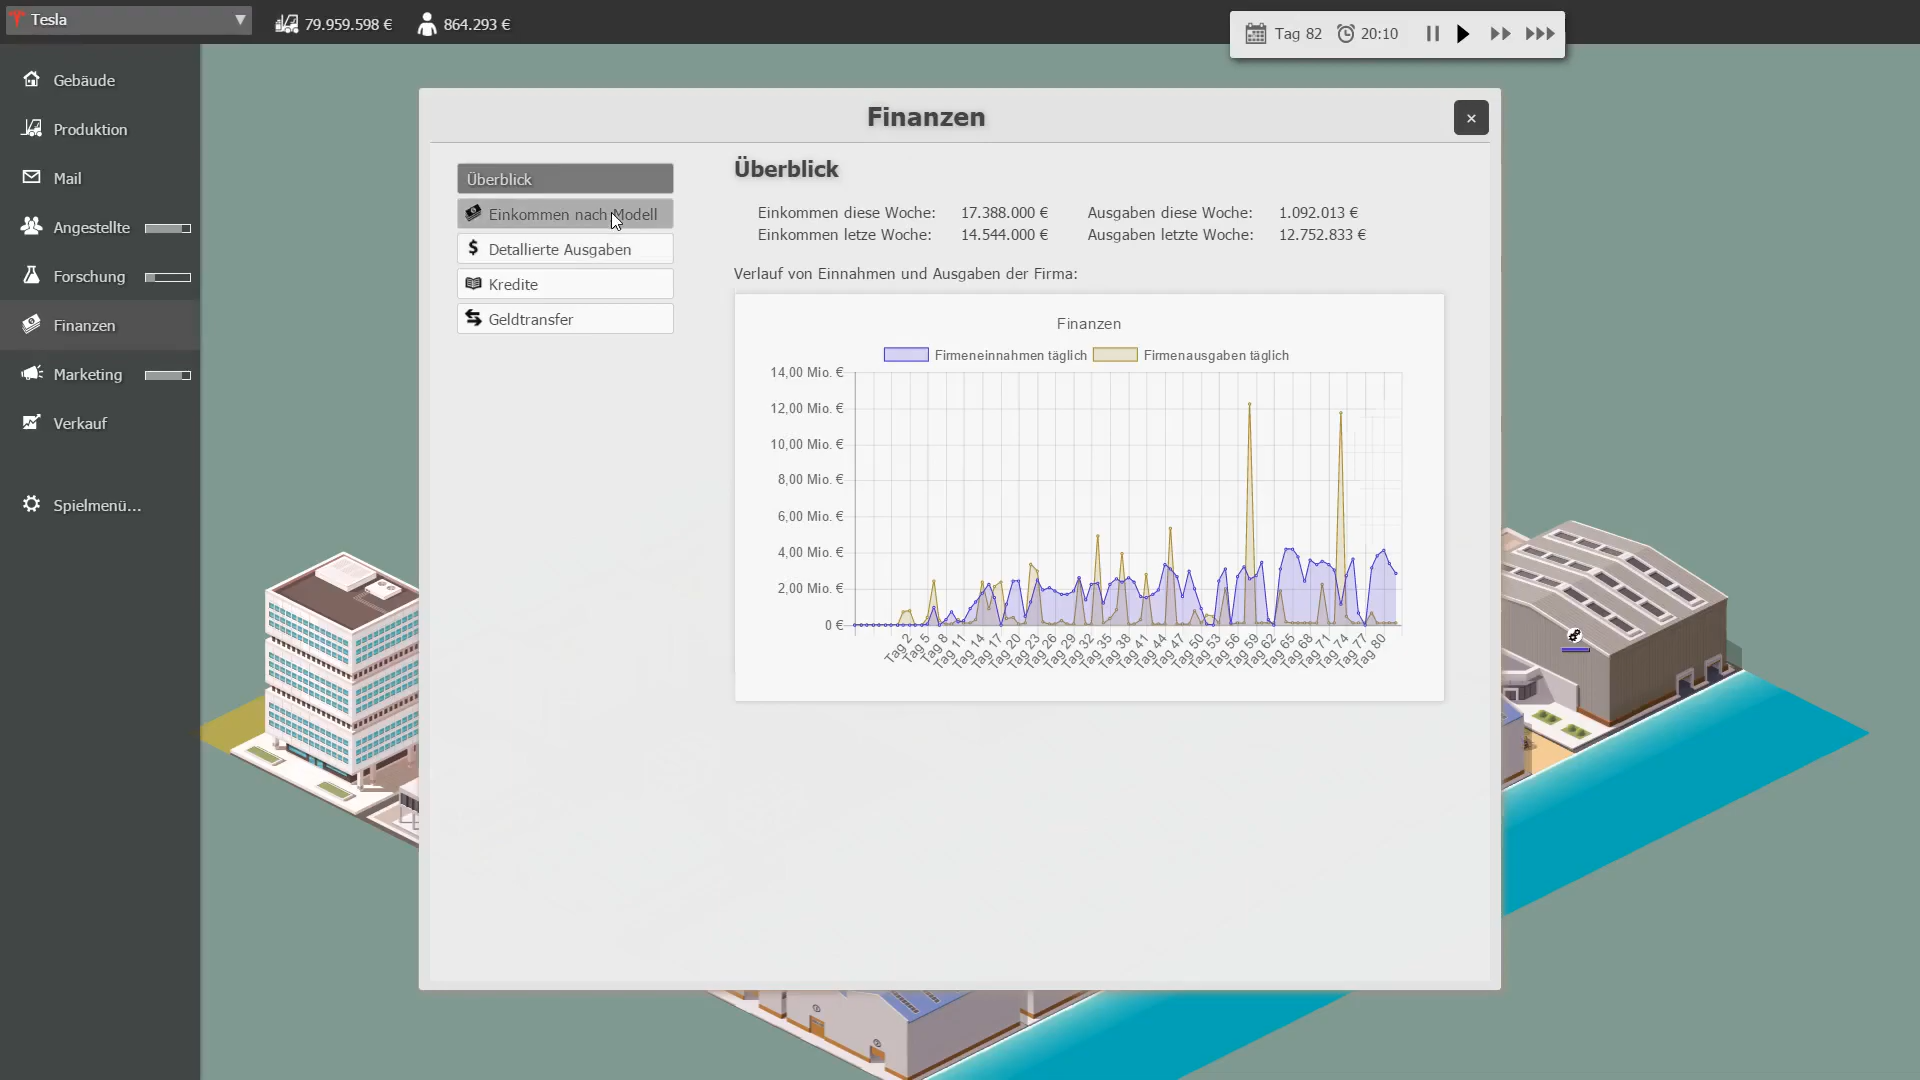 Tesla
79.959.598 €
864.293 €
Tag 82
20:10
Gebäude
Produktion
Mail
Angestellte
Forschung
Finanzen
Marketing
Verkauf
Spielmenü...
Finanzen
×
Überblick
Einkommen nach Modell
Detallierte Ausgaben
Kredite
Geldtransfer
Überblick
Einkommen diese Woche: 17.388.000 € Ausgaben diese Woche: 1.092.013 €
Einkommen letze Woche: 14.544.000 € Ausgaben letzte Woche: 12.752.833 €
Verlauf von Einnahmen und Ausgaben der Firma:
Finanzen
Firmeneinnahmen täglich Firmenausgaben täglich
14,00 Mio. €
12,00 Mio. €
10,00 Mio. €
8,00 Mio. €
6,00 Mio. €
4,00 Mio. €
2,00 Mio. €
0 €
Tag 2 Tag 5 Tag 8 Tag 11 Tag 14 Tag 17 Tag 20 Tag 23 Tag 26 Tag 29 Tag 32 Tag 35 Tag 38 Tag 41 Tag 44 Tag 47 Tag 50 Tag 53 Tag 56 Tag 59 Tag 62 Tag 65 Tag 68 Tag 71 Tag 74 Tag 77 Tag 80